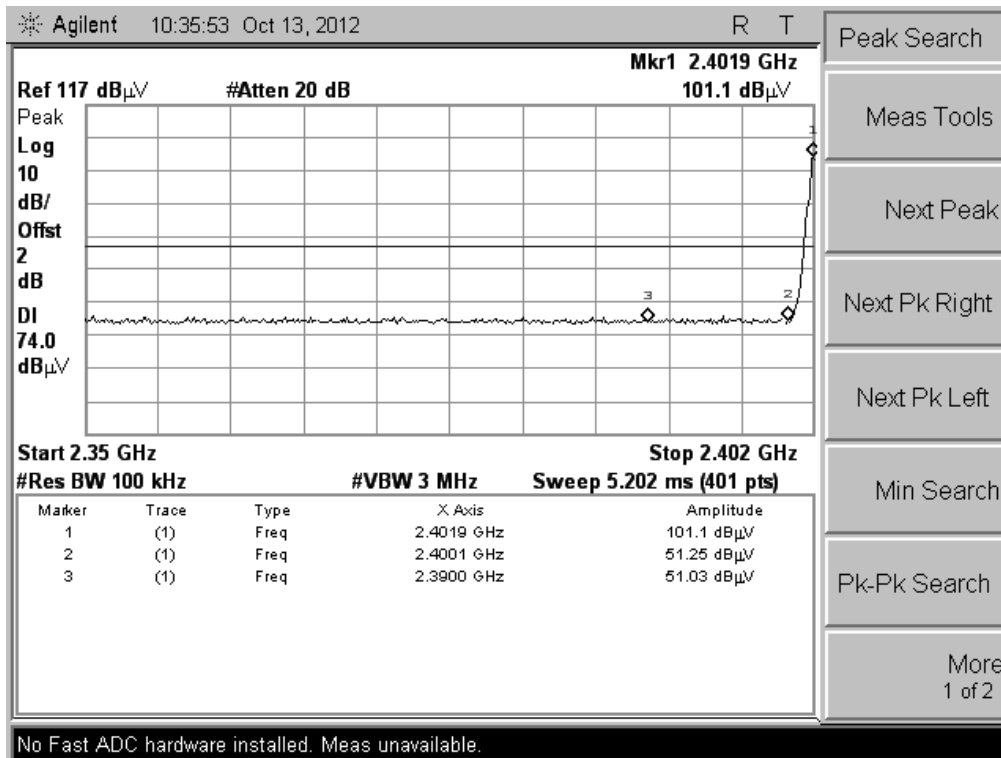 Agilent 10:35:53 Oct 13, 2012 R T
Mkr1 2.4019 GHz
Ref 117 dBµV #Atten 20 dB 101.1 dBµV
Peak
Log
10
dB/
Offst
2
dB
DI
74.0
dBµV
1
3
2
Start 2.35 GHz Stop 2.402 GHz
#Res BW 100 kHz #VBW 3 MHz Sweep 5.202 ms (401 pts)
Marker Trace Type X Axis Amplitude
1 (1) Freq 2.4019 GHz 101.1 dBµV
2 (1) Freq 2.4001 GHz 51.25 dBµV
3 (1) Freq 2.3900 GHz 51.03 dBµV
Peak Search
Meas Tools
Next Peak
Next Pk Right
Next Pk Left
Min Search
Pk-Pk Search
More
1 of 2
No Fast ADC hardware installed. Meas unavailable.